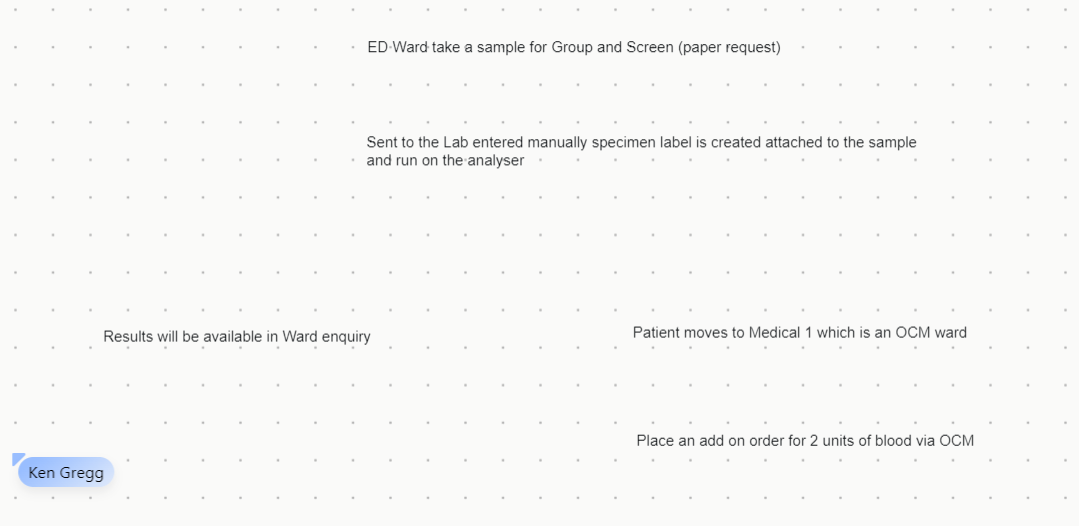 ED Ward take a sample for Group and Screen (paper request)
Sent to the Lab entered manually specimen label is created attached to the sample
and run on the analyser
Results will be available in Ward enquiry
Patient moves to Medical 1 which is an OCM ward
Place an add on order for 2 units of blood via OCM
Ken Gregg